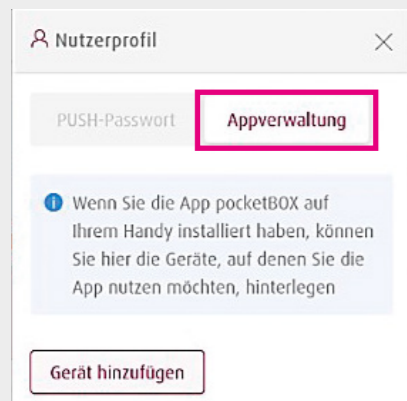 Nutzerprofil
PUSH-Passwort Appverwaltung
Wenn Sie die App pocketBOX auf
Ihrem Handy installiert haben, können
Sie hier die Geräte, auf denen Sie die
App nutzen möchten, hinterlegen
Gerät hinzufügen